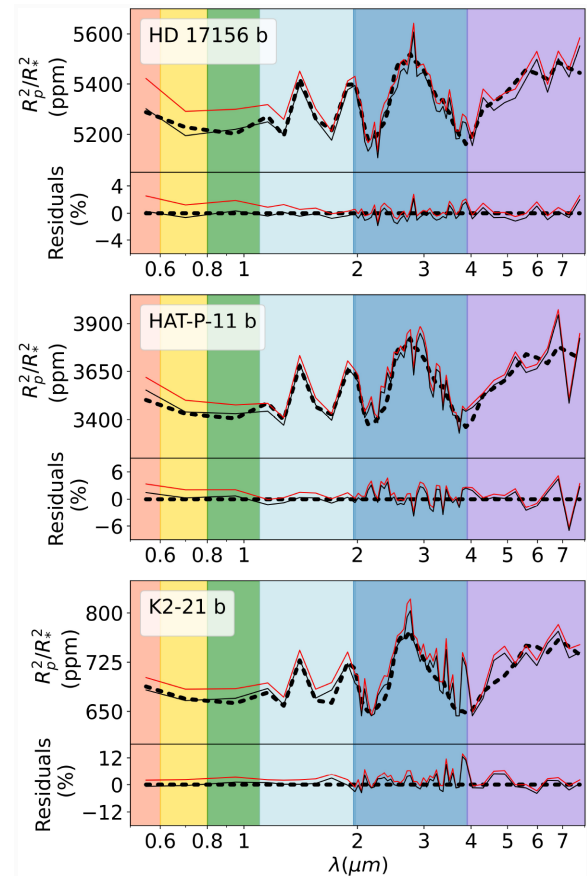 HD 17156 b
R_p^2/R_*^2
(ppm)
5600
5400
5200
Residuals
(%)
4
0
−4
0.6 0.8 1 2 3 4 5 6 7
HAT-P-11 b
R_p^2/R_*^2
(ppm)
3900
3650
3400
Residuals
(%)
6
0
−6
0.6 0.8 1 2 3 4 5 6 7
K2-21 b
R_p^2/R_*^2
(ppm)
800
725
650
Residuals
(%)
12
0
−12
0.6 0.8 1 2 3 4 5 6 7
λ(μm)